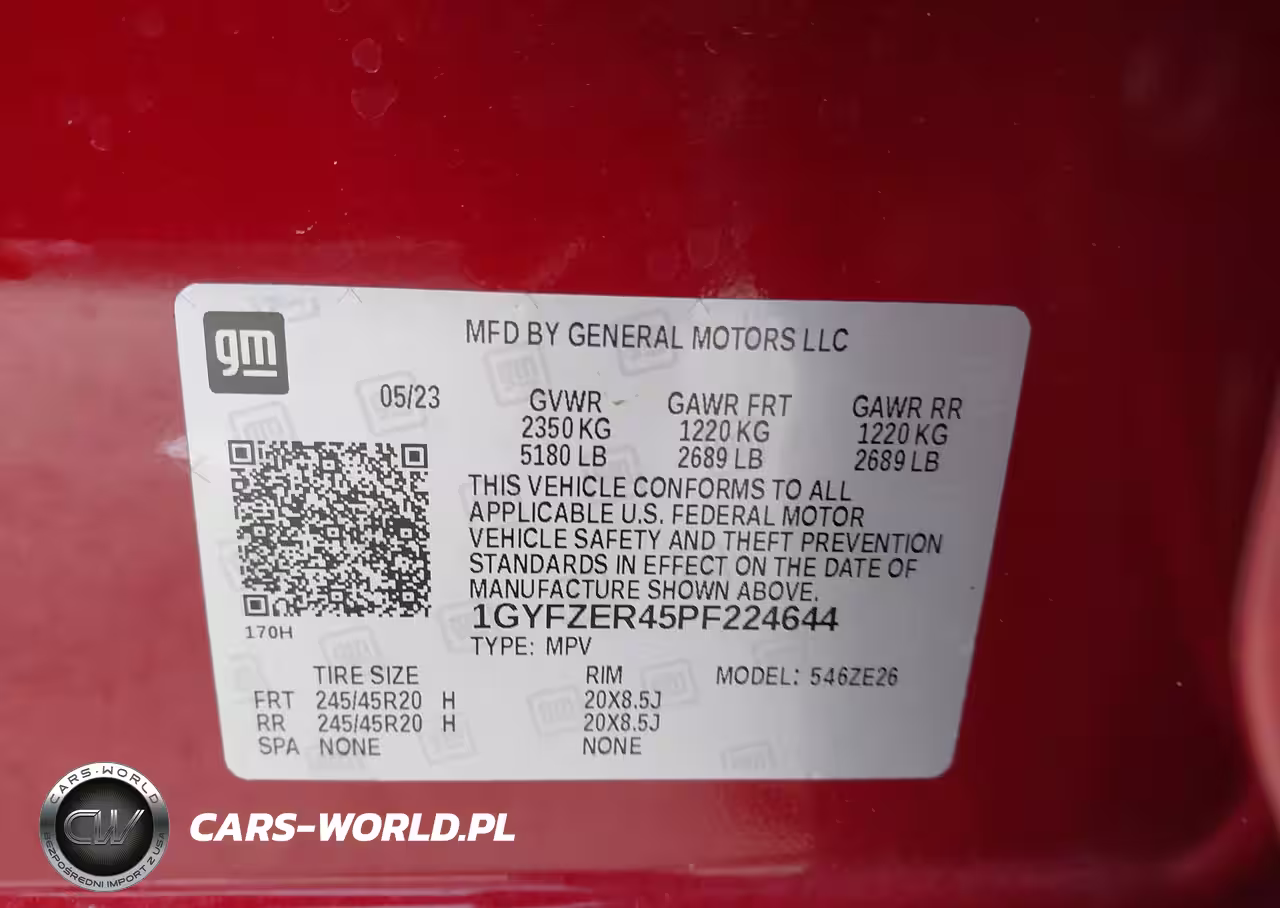 gm
MFD BY GENERAL MOTORS LLC
05/23
GVWR GAWR FRT GAWR RR
2350 KG 1220 KG 1220 KG
5180 LB 2689 LB 2689 LB
THIS VEHICLE CONFORMS TO ALL
APPLICABLE U.S. FEDERAL MOTOR
VEHICLE SAFETY AND THEFT PREVENTION
STANDARDS IN EFFECT ON THE DATE OF
MANUFACTURE SHOWN ABOVE.
1GYFZER45PF224644
170H
TYPE: MPV
TIRE SIZE RIM MODEL: 546ZE26
FRT 245/45R20 H 20X8.5J
RR 245/45R20 H 20X8.5J
SPA NONE NONE
CARS-WORLD
CW
BEZPOŚREDNI IMPORT Z USA
CARS-WORLD.PL